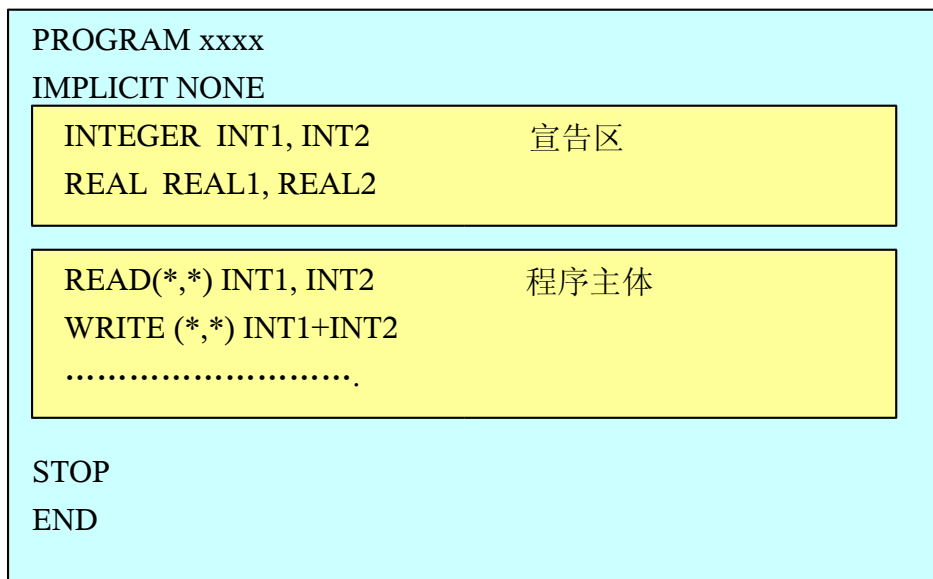 PROGRAM xxxx
IMPLICIT NONE
INTEGER INT1, INT2 宣告区
REAL REAL1, REAL2
READ(*,*) INT1, INT2 程序主体
WRITE (*,*) INT1+INT2
……………………….
STOP
END